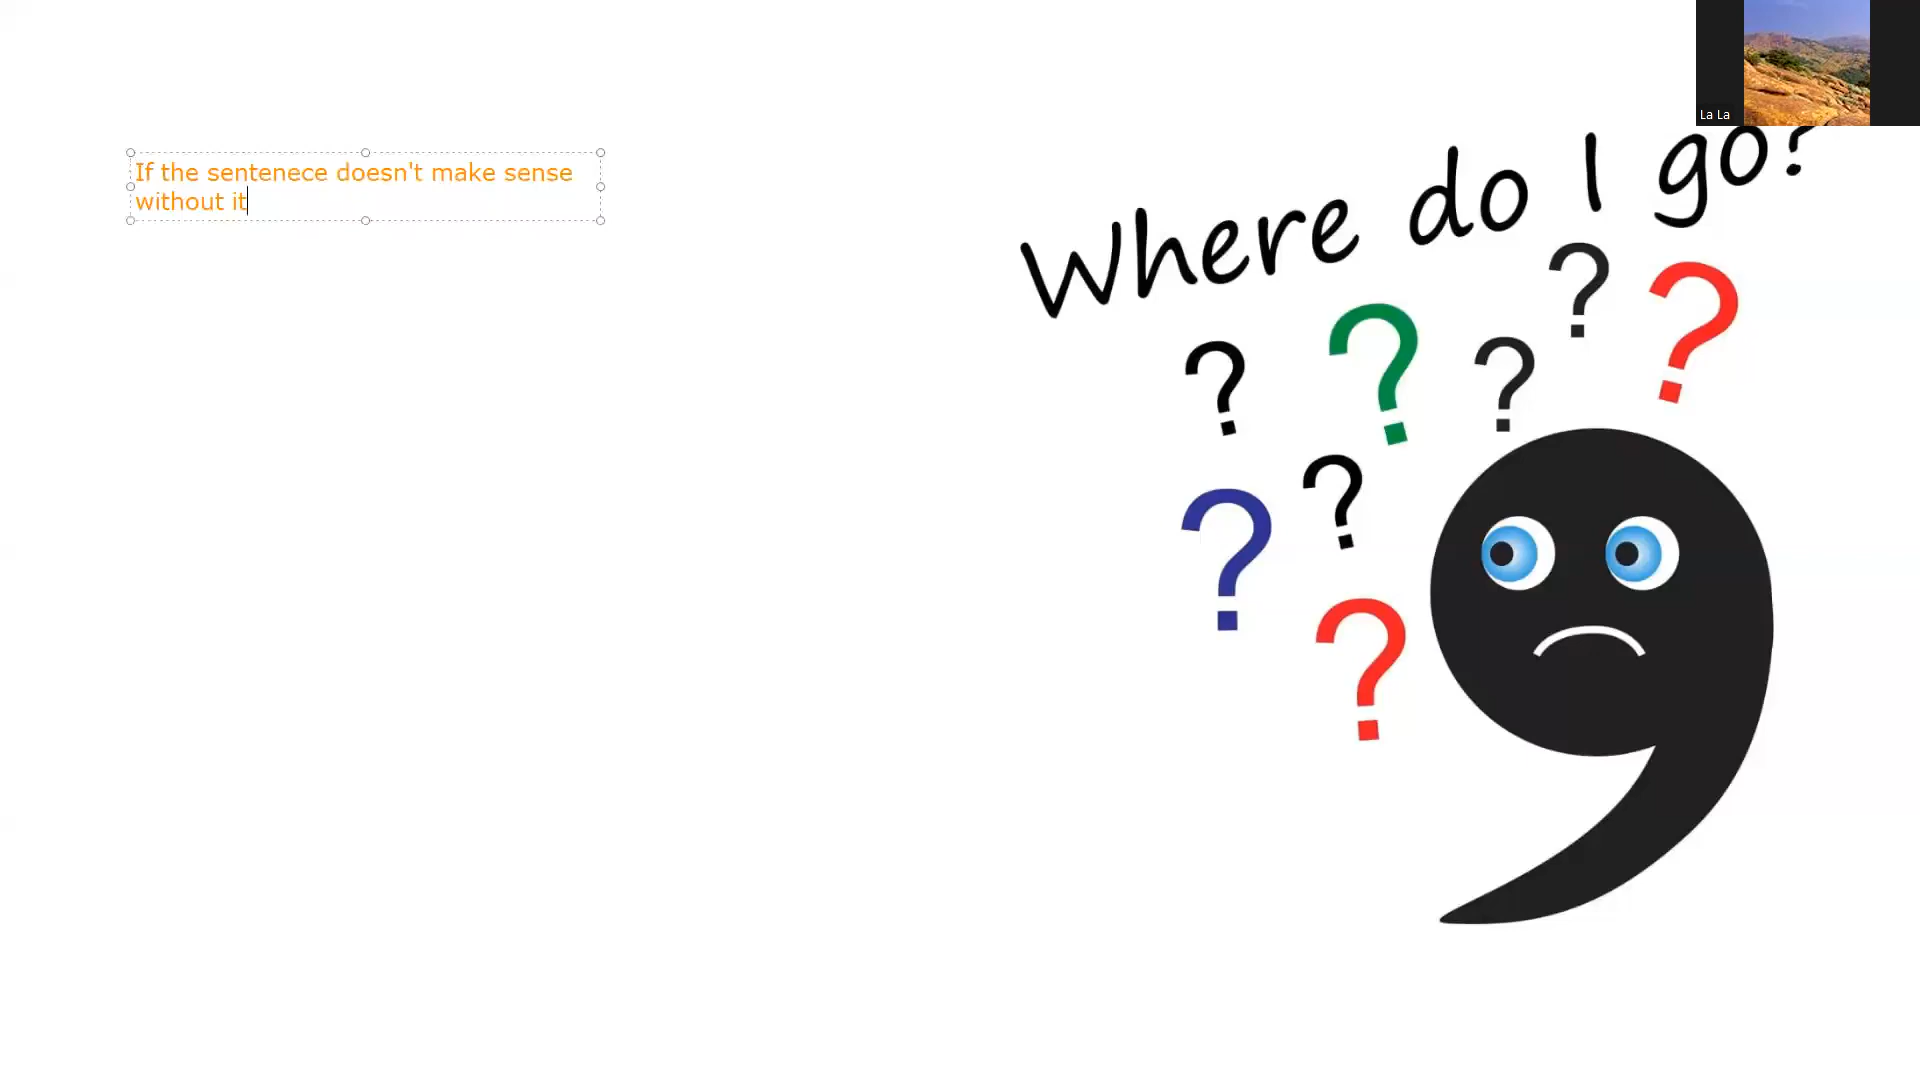 La La
If the sentenece doesn't make sense
without it
Where do I go?
? ? ? ? ?
? ?
?